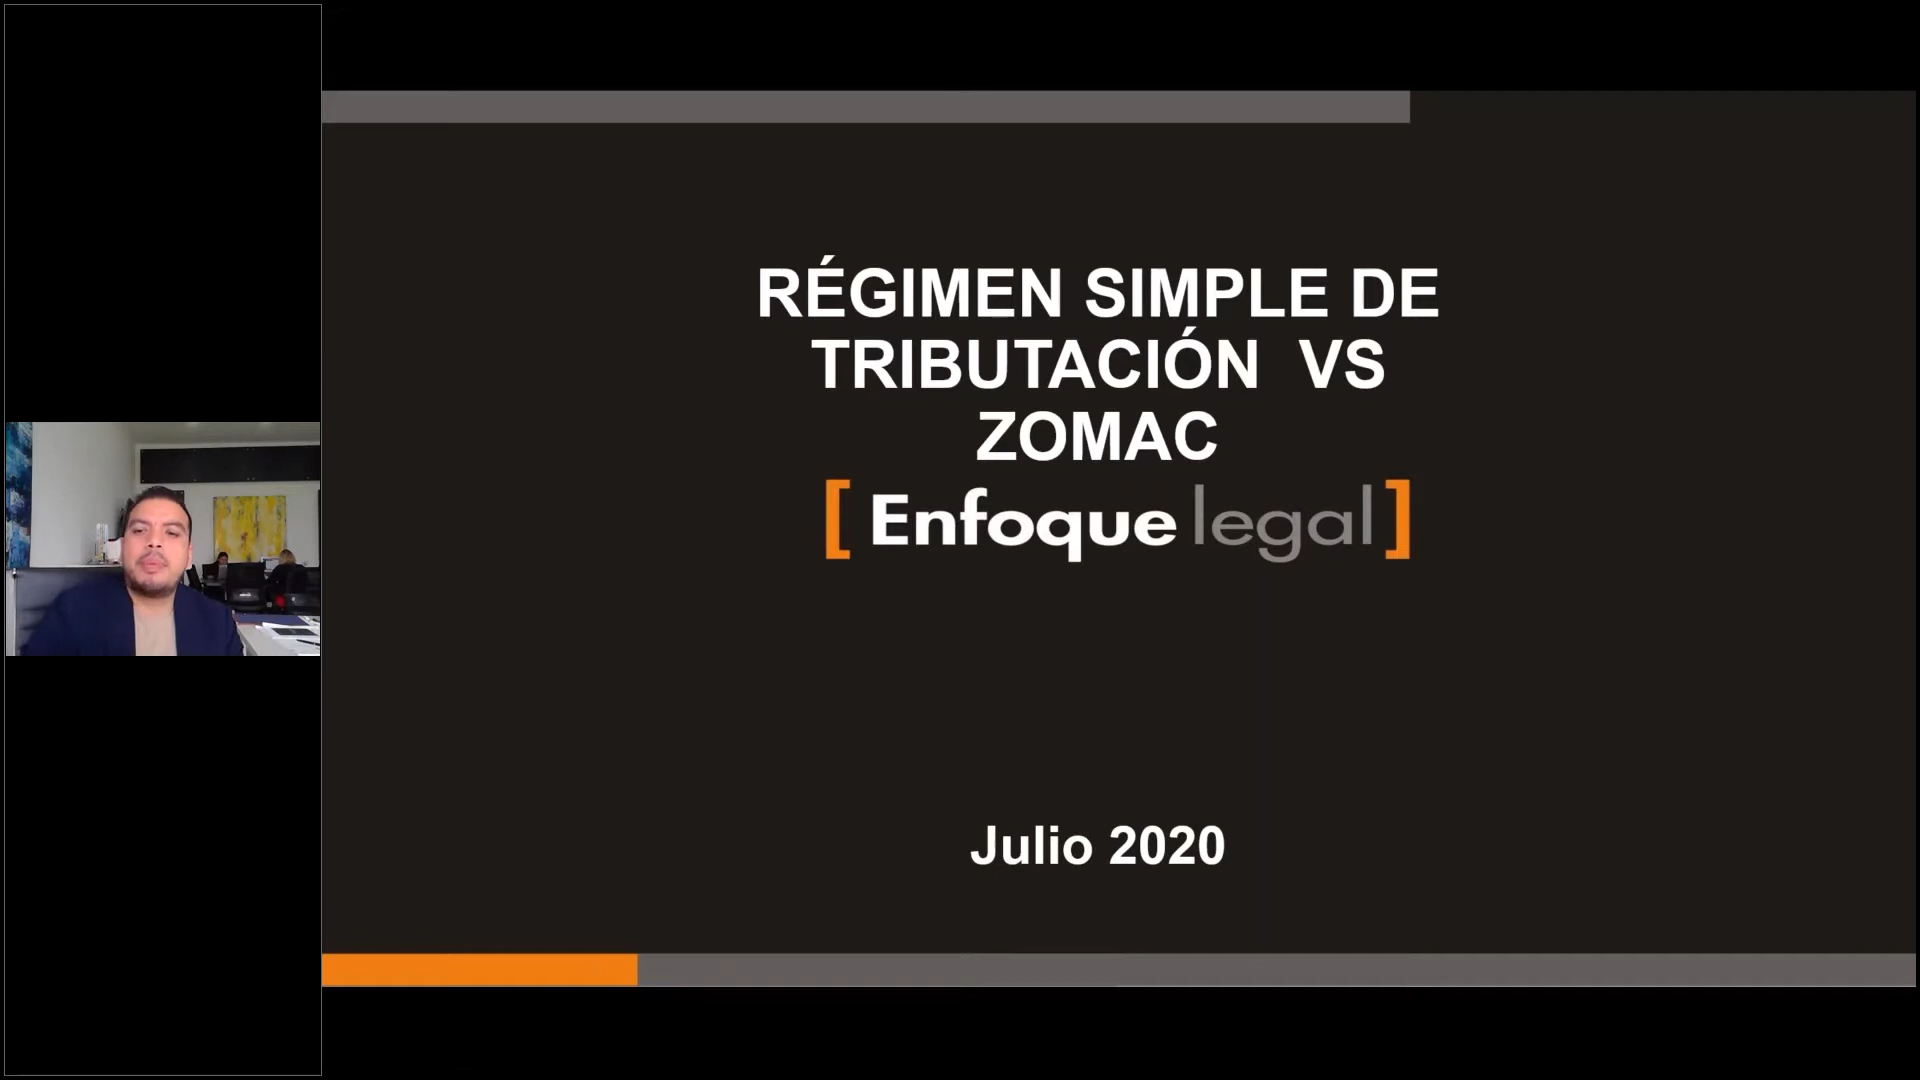 RÉGIMEN SIMPLE DE
TRIBUTACIÓN VS
ZOMAC
[ Enfoque legal ]
Julio 2020